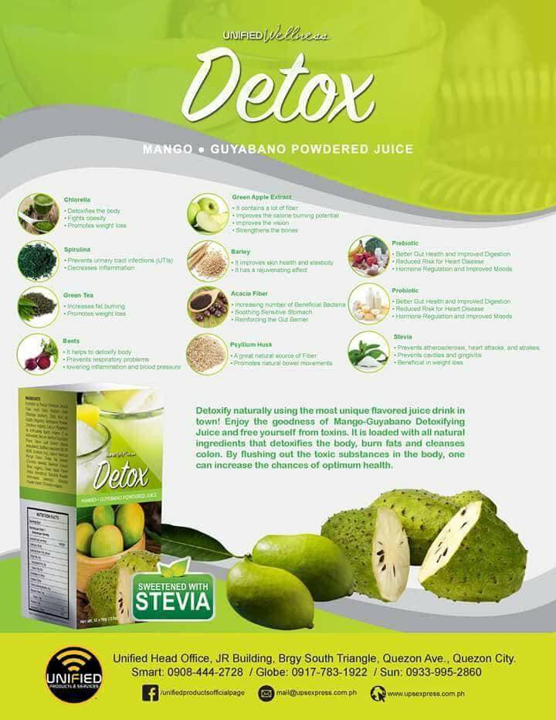 UNIFIED Wellness
Detox
MANGO • GUYABANO POWDERED JUICE
Chlorella
• Detoxifies the body
• Fights obesity
• Promotes weight loss
Spirulina
• Prevents urinary tract infections (UTIs)
• Decreases inflammation
Green Tea
• Increases fat burning
• Promotes weight loss
Beets
• It helps to detoxify body
• Prevents respiratory problems
• lowering inflammation and blood pressure
Green Apple Extract
• It contains a lot of fiber
• Improves the calorie burning potential
• Improves the vision
• Strengthens the bones
Barley
• It improves skin health and elasticity
• It has a rejuvenating effect
Acacia Fiber
• Increasing number of Beneficial Bacteria
• Soothing Sensitive Stomach
• Reinforcing the Gut Barrier
Psyllium Husk
• A great natural source of Fiber
• Promotes natural bowel movements
Prebiotic
• Better Gut Health and Improved Digestion
• Reduced Risk for Heart Disease
• Hormone Regulation and Improved Moods
Probiotic
• Better Gut Health and Improved Digestion
• Reduced Risk for Heart Disease
• Hormone Regulation and Improved Moods
Stevia
• Prevents atherosclerosis, heart attacks, and strokes.
• Prevents cavities and gingivitis
• Beneficial in weight loss
Detoxify naturally using the most unique flavored juice drink in
town! Enjoy the goodness of Mango-Guyabano Detoxifying
Juice and free yourself from toxins. It is loaded with all natural
ingredients that detoxifies the body, burn fats and cleanses
colon. By flushing out the toxic substances in the body, one
can increase the chances of optimum health.
INGREDIENTS
NUTRITION FACTS
Detox
MANGO • GUYABANO POWDERED JUICE
SWEETENED WITH
STEVIA
UNIFIED
PRODUCTS & SERVICES
Unified Head Office, JR Building, Brgy South Triangle, Quezon Ave., Quezon City.
Smart: 0908-444-2728 / Globe: 0917-783-1922 / Sun: 0933-995-2860
/unifiedproductsofficialpage
mail@upsexpress.com.ph
www.upsexpress.com.ph